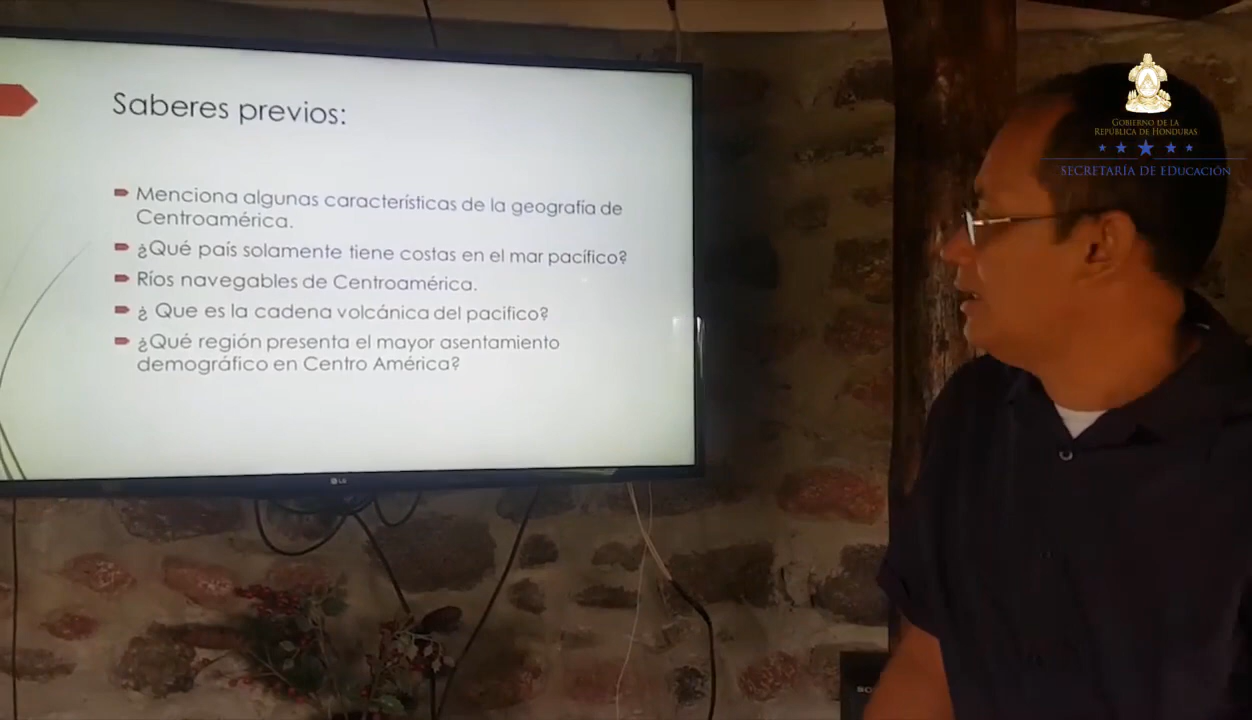 Saberes previos:
Menciona algunas características de la geografía de
Centroamérica.
¿Qué país solamente tiene costas en el mar pacífico?
Ríos navegables de Centroamérica.
¿ Que es la cadena volcánica del pacifico?
¿Qué región presenta el mayor asentamiento
demográfico en Centro América?
LG
GOBIERNO DE LA
REPÚBLICA DE HONDURAS
SECRETARÍA DE EDUCACIÓN